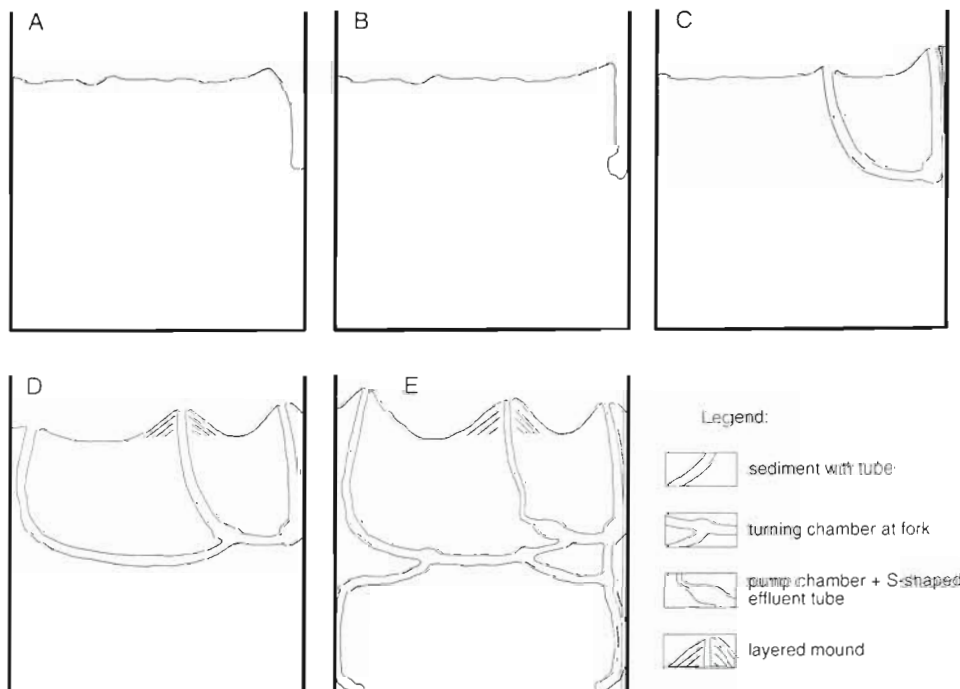 A
B
C
D
E
Legend:
sediment with tube
turning chamber at fork
pump chamber + S-shaped
effluent tube
layered mound